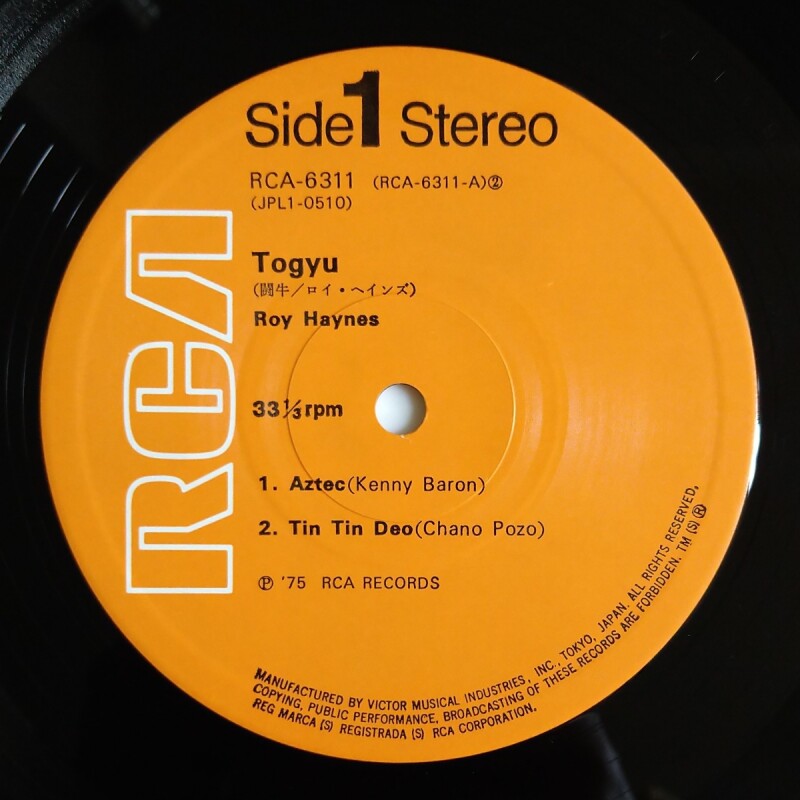 Side 1 Stereo
RCA-6311 (RCA-6311-A)②
(JPL1-0510)
Togyu
(闘牛／ロイ・ヘインズ)
Roy Haynes
33⅓rpm
1. Aztec(Kenny Baron)
2. Tin Tin Deo(Chano Pozo)
Ⓟ '75 RCA RECORDS
RCA
MANUFACTURED BY VICTOR MUSICAL INDUSTRIES, INC., TOKYO, JAPAN. ALL RIGHTS RESERVED.
COPYING, PUBLIC PERFORMANCE, BROADCASTING OF THESE RECORDS ARE FORBIDDEN. TM (S) ®
REG MARCA (S) REGISTRADA (S) RCA CORPORATION.